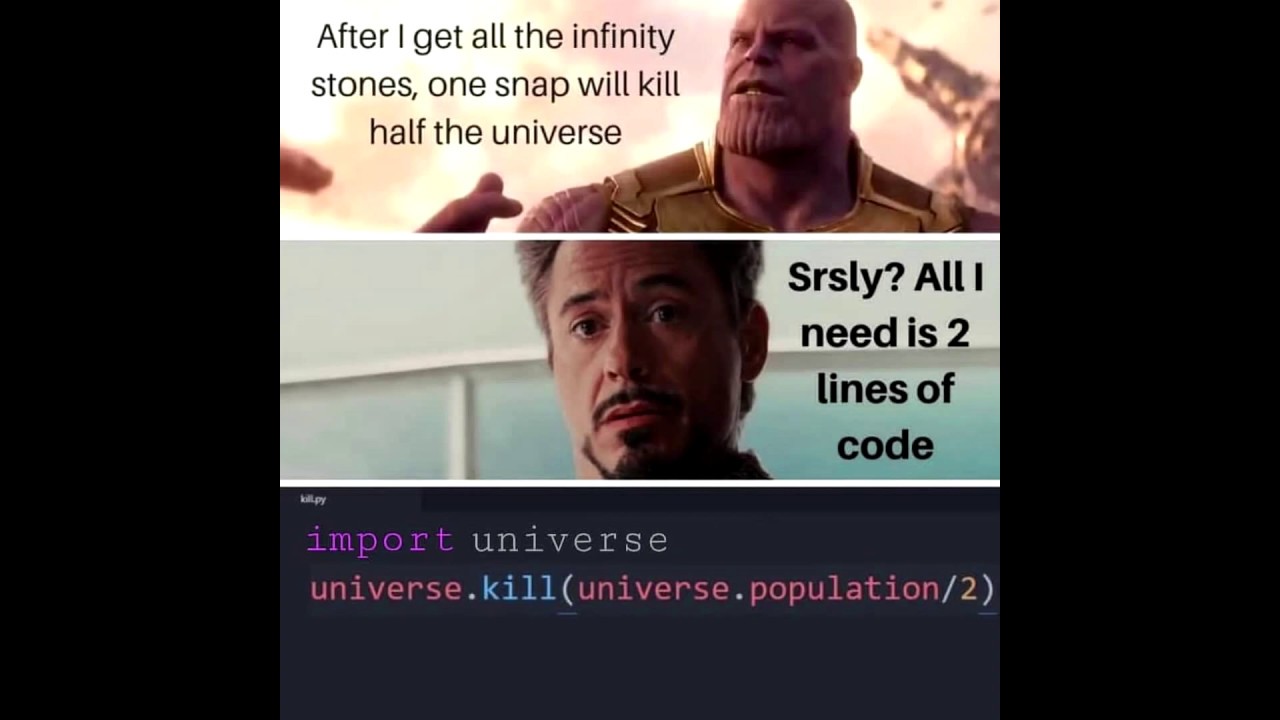 After I get all the infinity
stones, one snap will kill
half the universe
Srsly? All I
need is 2
lines of
code
kill.py
import universe
universe.kill(universe.population/2)